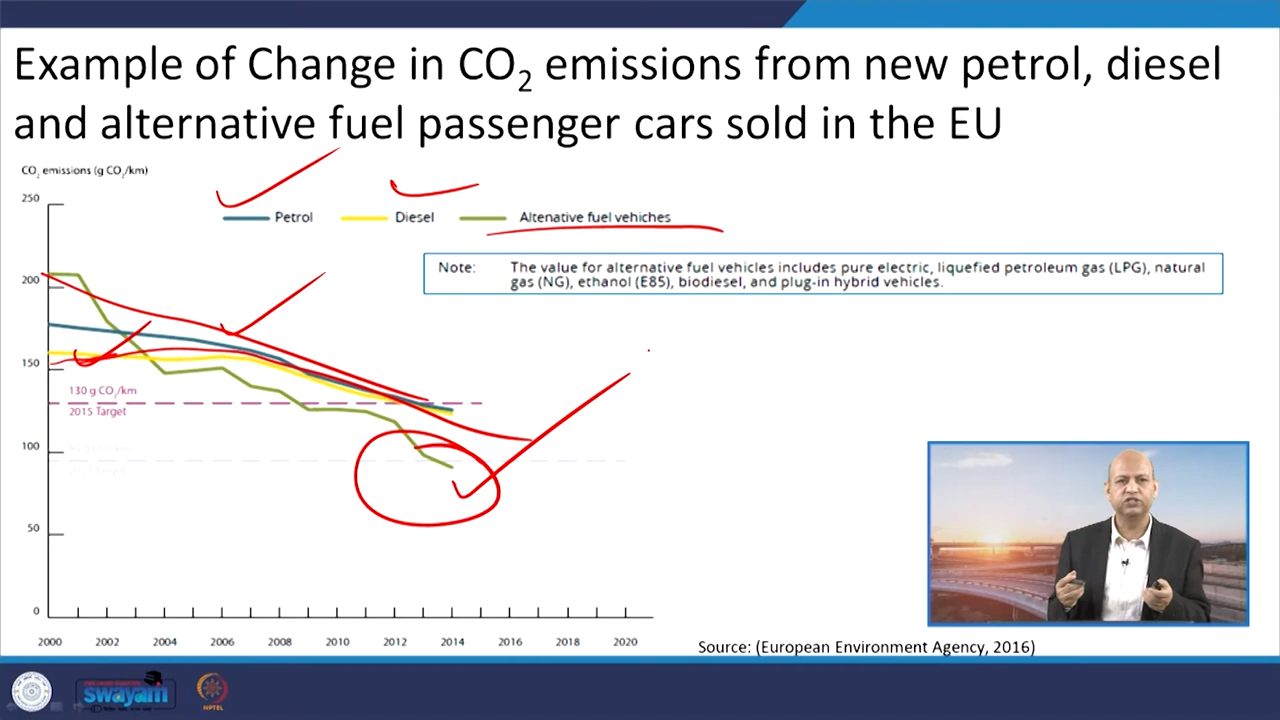 Example of Change in CO2 emissions from new petrol, diesel
and alternative fuel passenger cars sold in the EU
CO2 emissions (g CO2/km)
250
Petrol
Diesel
Altenative fuel vehiches
Note: The value for alternative fuel vehicles includes pure electric, liquefied petroleum gas (LPG), natural
gas (NG), ethanol (E85), biodiesel, and plug-in hybrid vehicles.
200
150
130 g CO2/km
2015 Target
100
50
0
2000 2002 2004 2006 2008 2010 2012 2014 2016 2018 2020
Source: (European Environment Agency, 2016)
swayam
NPTEL